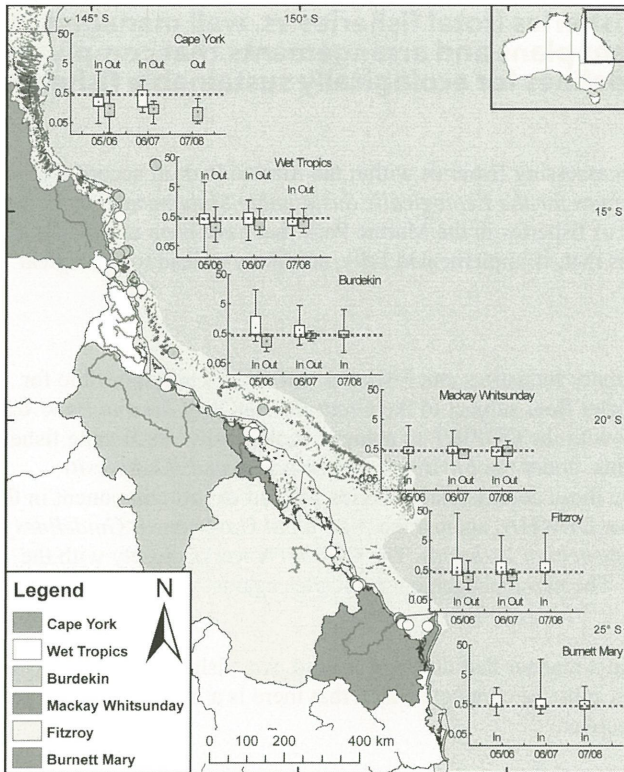 145° S
150° S
Cape York
50
5
0.5
0.05
In Out In Out Out
05/06 06/07 07/08
Wet Tropics
15° S
50
5
0.5
0.05
In Out In Out In Out
05/06 06/07 07/08
Burdekin
50
5
0.5
0.05
In Out In Out In
05/06 06/07 07/08
20° S
Mackay Whitsunday
50
5
0.5
0.05
In In Out In Out
05/06 06/07 07/08
Fitzroy
50
5
0.5
0.05
In Out In Out In
05/06 06/07 07/08
25° S
Burnett Mary
50
5
0.5
0.05
In In In
05/06 06/07 07/08
Legend
N
Cape York
Wet Tropics
Burdekin
Mackay Whitsunday
Fitzroy
Burnett Mary
0 100 200 400 km